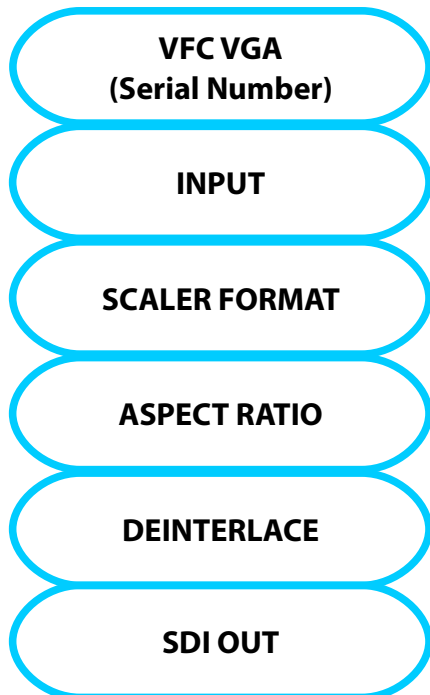 VFC VGA
(Serial Number)
INPUT
SCALER FORMAT
ASPECT RATIO
DEINTERLACE
SDI OUT